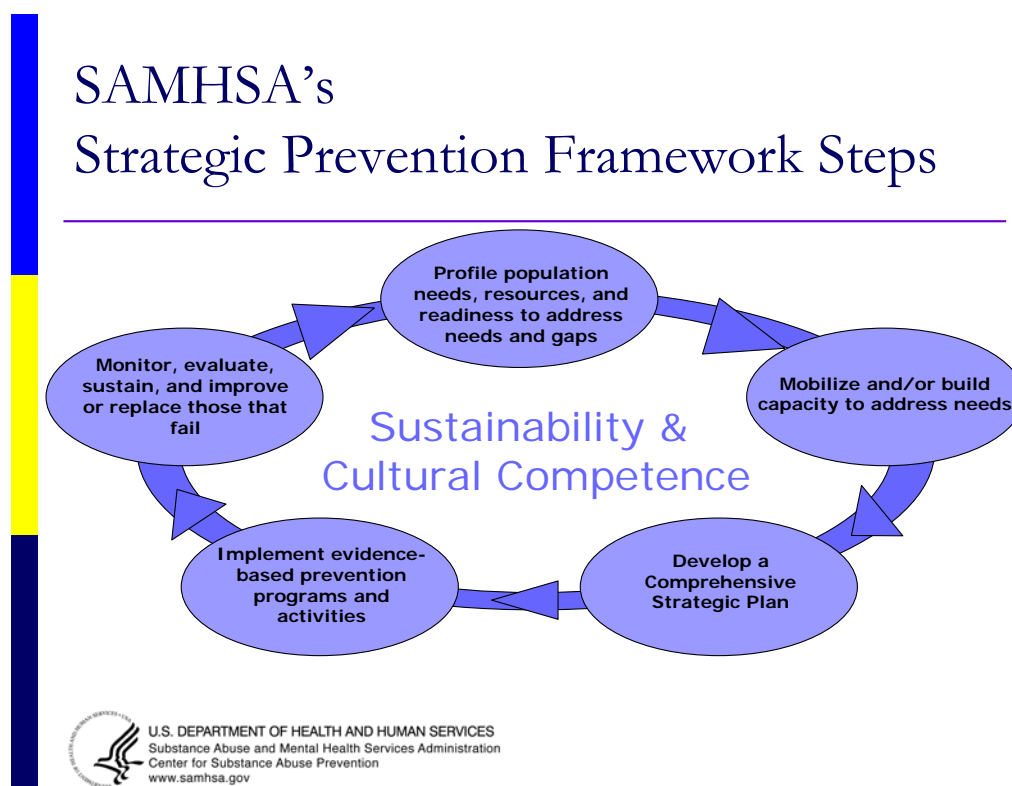 SAMHSA's
Strategic Prevention Framework Steps
Profile population
needs, resources, and
readiness to address
needs and gaps
Monitor, evaluate,
sustain, and improve
or replace those that
fail
Mobilize and/or build
capacity to address needs
Sustainability &
Cultural Competence
Implement evidence-
based prevention
programs and
activities
Develop a
Comprehensive
Strategic Plan
U.S. DEPARTMENT OF HEALTH AND HUMAN SERVICES
Substance Abuse and Mental Health Services Administration
Center for Substance Abuse Prevention
www.samhsa.gov